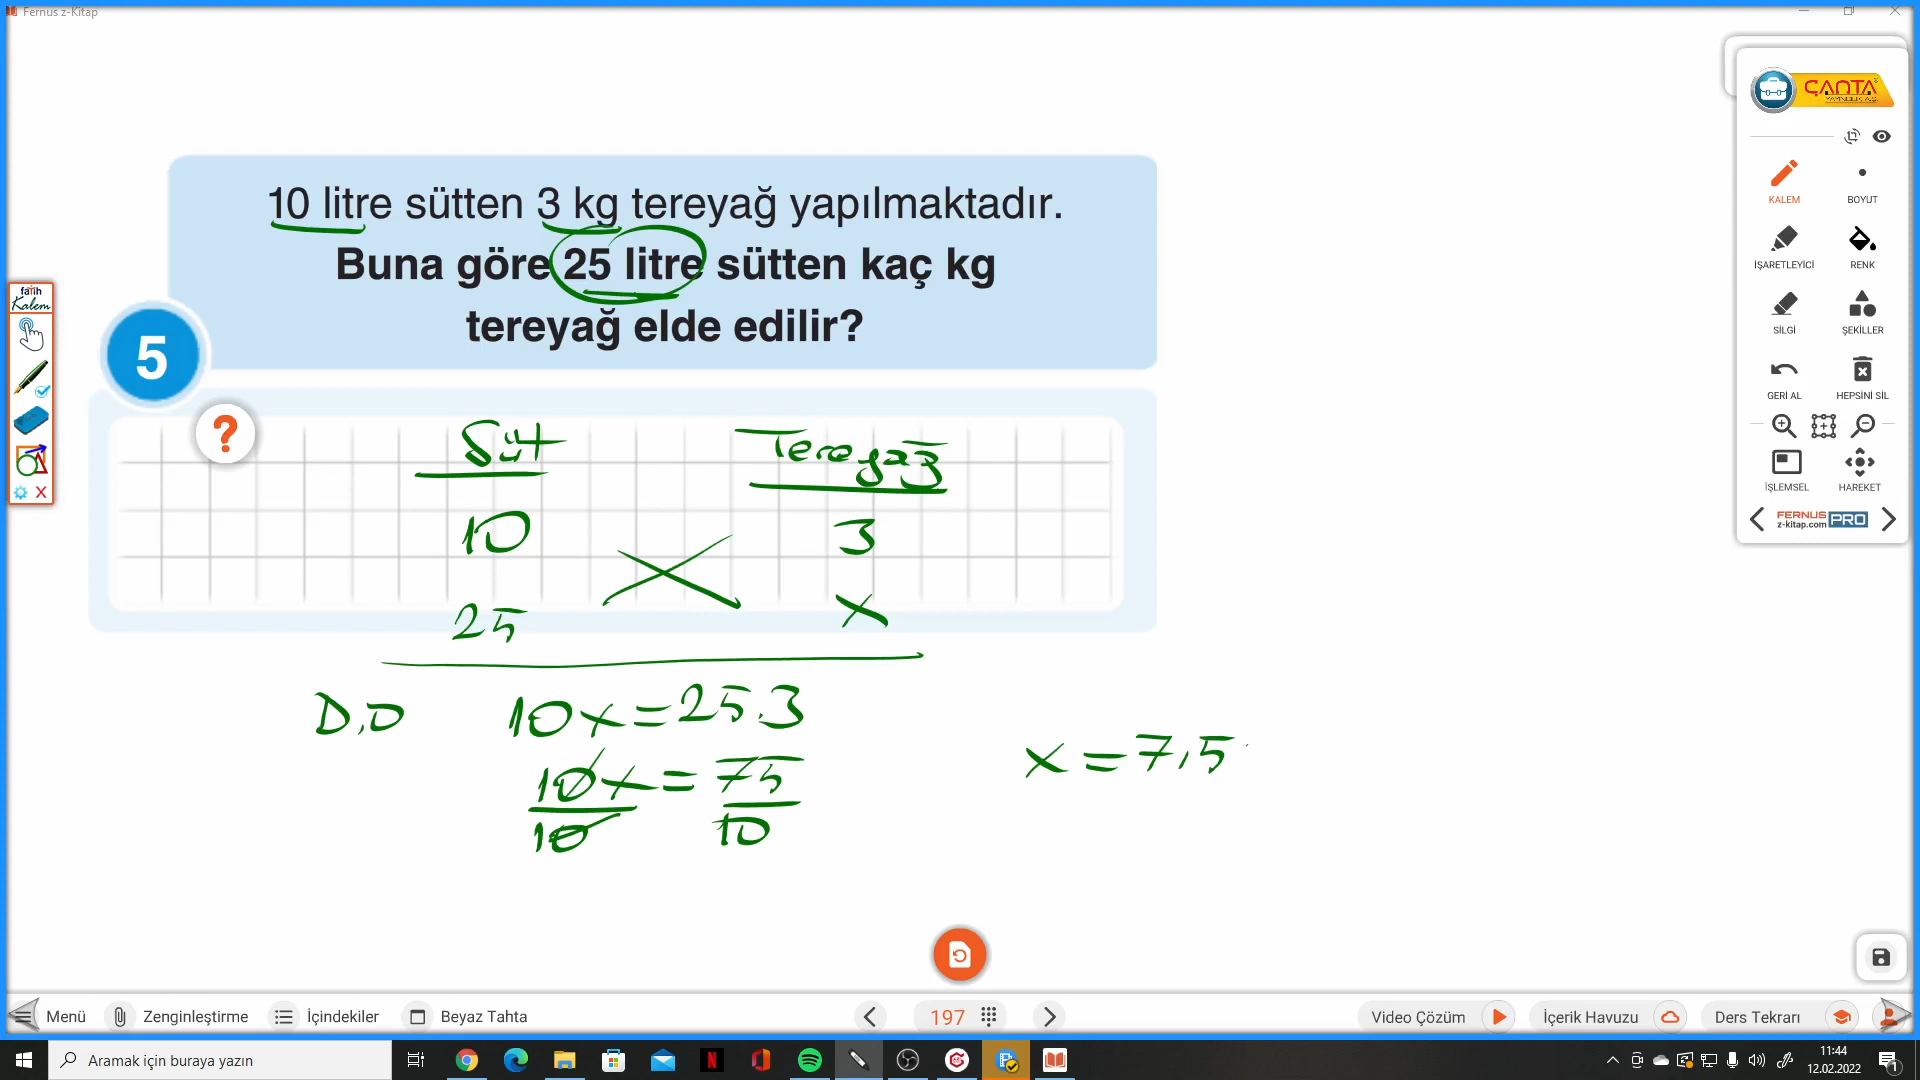 Fernus z-Kitap
ÇANTA
YAYINCILIK A.Ş.
10 litre sütten 3 kg tereyağ yapılmaktadır.
Buna göre 25 litre sütten kaç kg
tereyağ elde edilir?
5
?
fatih
Kalem
X
KALEM
BOYUT
İŞARETLEYİCİ
RENK
SİLGİ
ŞEKİLLER
GERİ AL
HEPSİNİ SİL
İŞLEMSEL
HAREKET
FERNUS
z-kitap.com PRO
Süt Tereyağ
10 3
25 x
D.O 10x=25.3
10x = 75
10 10
x=7,5
Menü Zenginleştirme İçindekiler Beyaz Tahta 197 Video Çözüm İçerik Havuzu Ders Tekrarı
Aramak için buraya yazın
11:44
12.02.2022
1